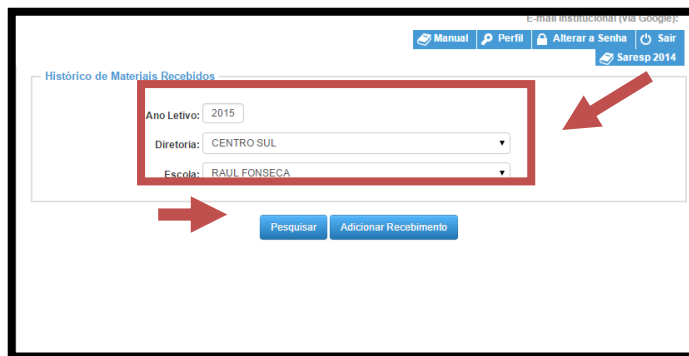 E-mail Institucional (Via Google):
Manual Perfil Alterar a Senha Sair
Saresp 2014
Histórico de Materiais Recebidos
Ano Letivo: 2015
Diretoria: CENTRO SUL
Escola: RAUL FONSECA
Pesquisar Adicionar Recebimento